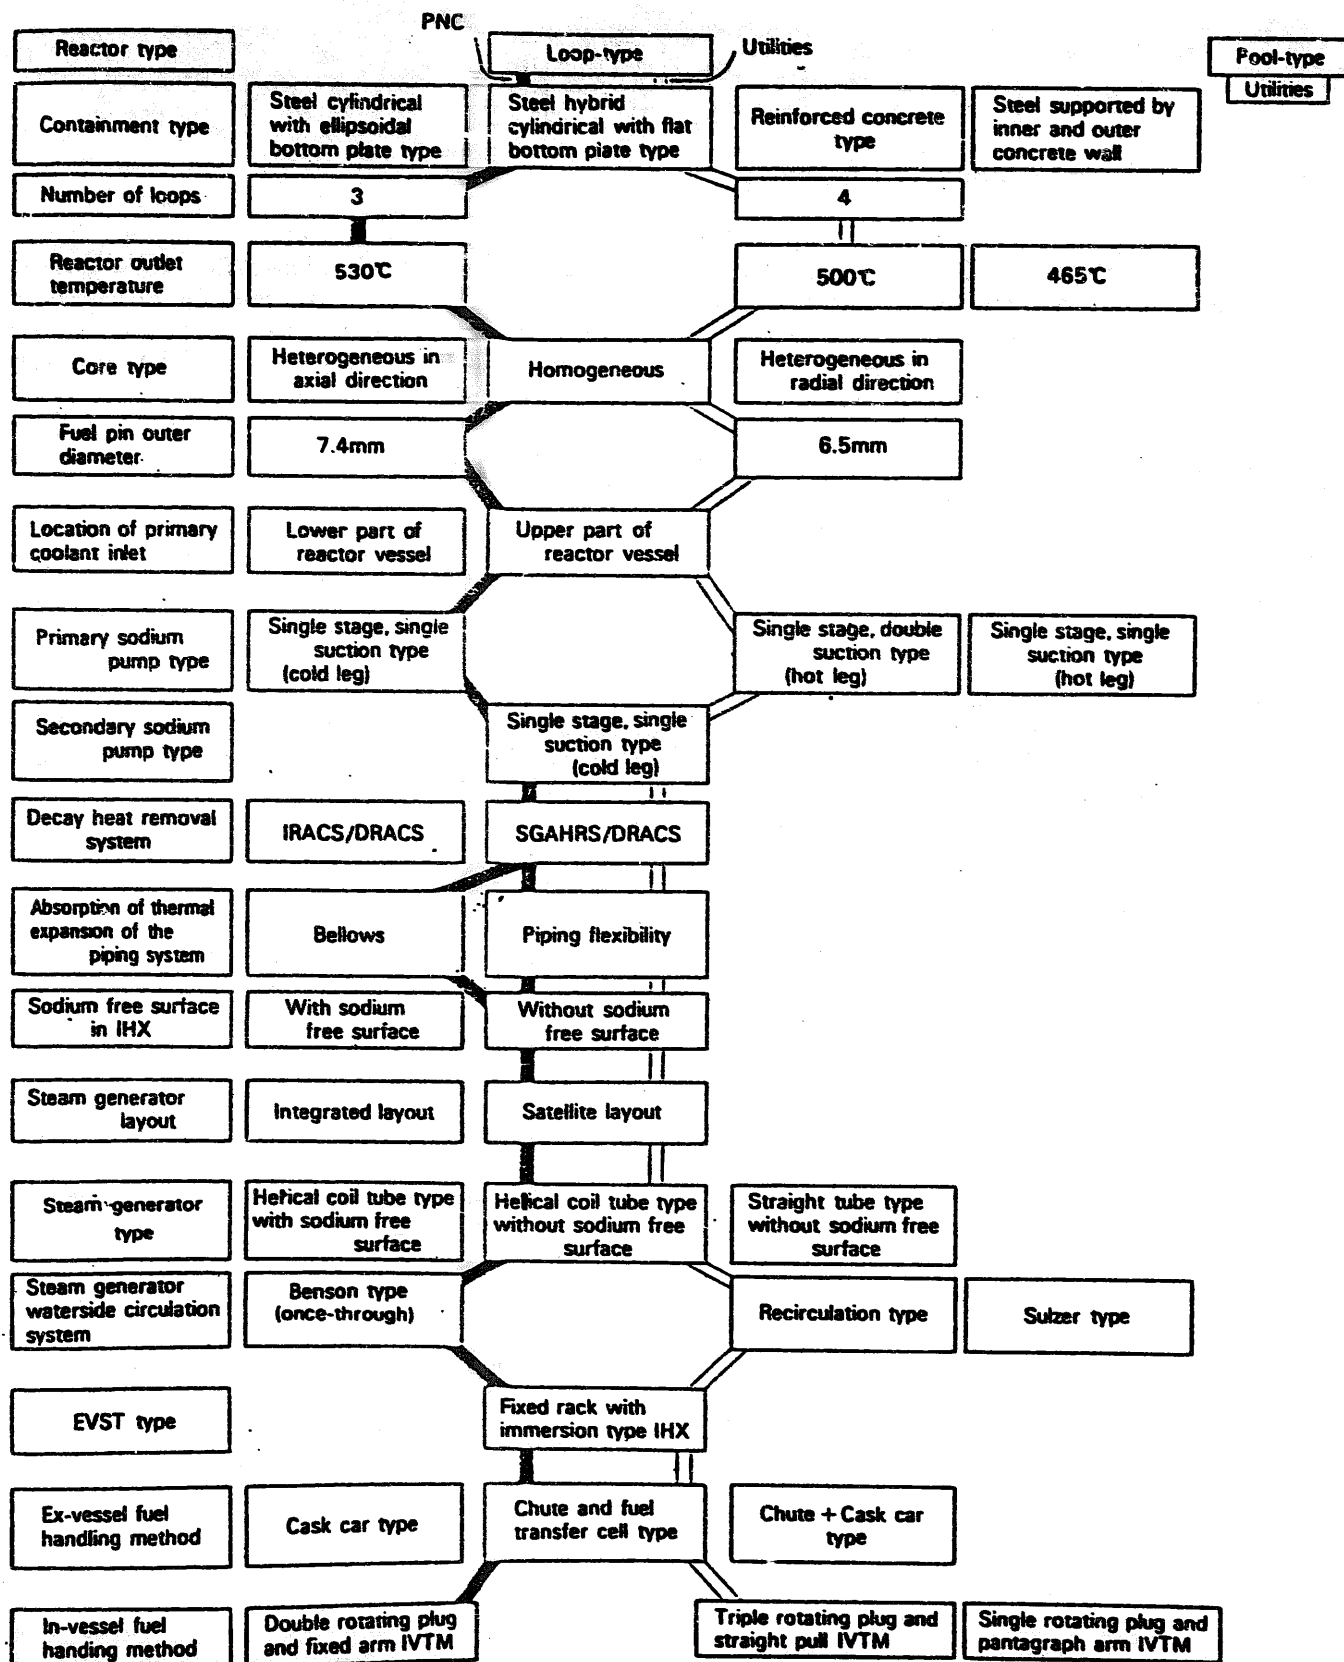 PNC
Reactor type
Loop-type
Utilities
Pool-type
Utilities
Containment type
Steel cylindrical
with ellipsoidal
bottom plate type
Steel hybrid
cylindrical with flat
bottom plate type
Reinforced concrete
type
Steel supported by
inner and outer
concrete wall
Number of loops
3
4
Reactor outlet
temperature
530℃
500℃
465℃
Core type
Heterogeneous in
axial direction
Homogeneous
Heterogeneous in
radial direction
Fuel pin outer
diameter
7.4mm
6.5mm
Location of primary
coolant inlet
Lower part of
reactor vessel
Upper part of
reactor vessel
Primary sodium
pump type
Single stage, single
suction type
(cold leg)
Single stage, double
suction type
(hot leg)
Single stage, single
suction type
(hot leg)
Secondary sodium
pump type
Single stage, single
suction type
(cold leg)
Decay heat removal
system
IRACS/DRACS
SGAHRS/DRACS
Absorption of thermal
expansion of the
piping system
Bellows
Piping flexibility
Sodium free surface
in IHX
With sodium
free surface
Without sodium
free surface
Steam generator
layout
Integrated layout
Satellite layout
Steam generator
type
Helical coil tube type
with sodium free
surface
Helical coil tube type
without sodium free
surface
Straight tube type
without sodium free
surface
Steam generator
waterside circulation
system
Benson type
(once-through)
Recirculation type
Sulzer type
EVST type
Fixed rack with
immersion type IHX
Ex-vessel fuel
handling method
Cask car type
Chute and fuel
transfer cell type
Chute + Cask car
type
In-vessel fuel
handing method
Double rotating plug
and fixed arm IVTM
Triple rotating plug and
straight pull IVTM
Single rotating plug and
pantagraph arm IVTM